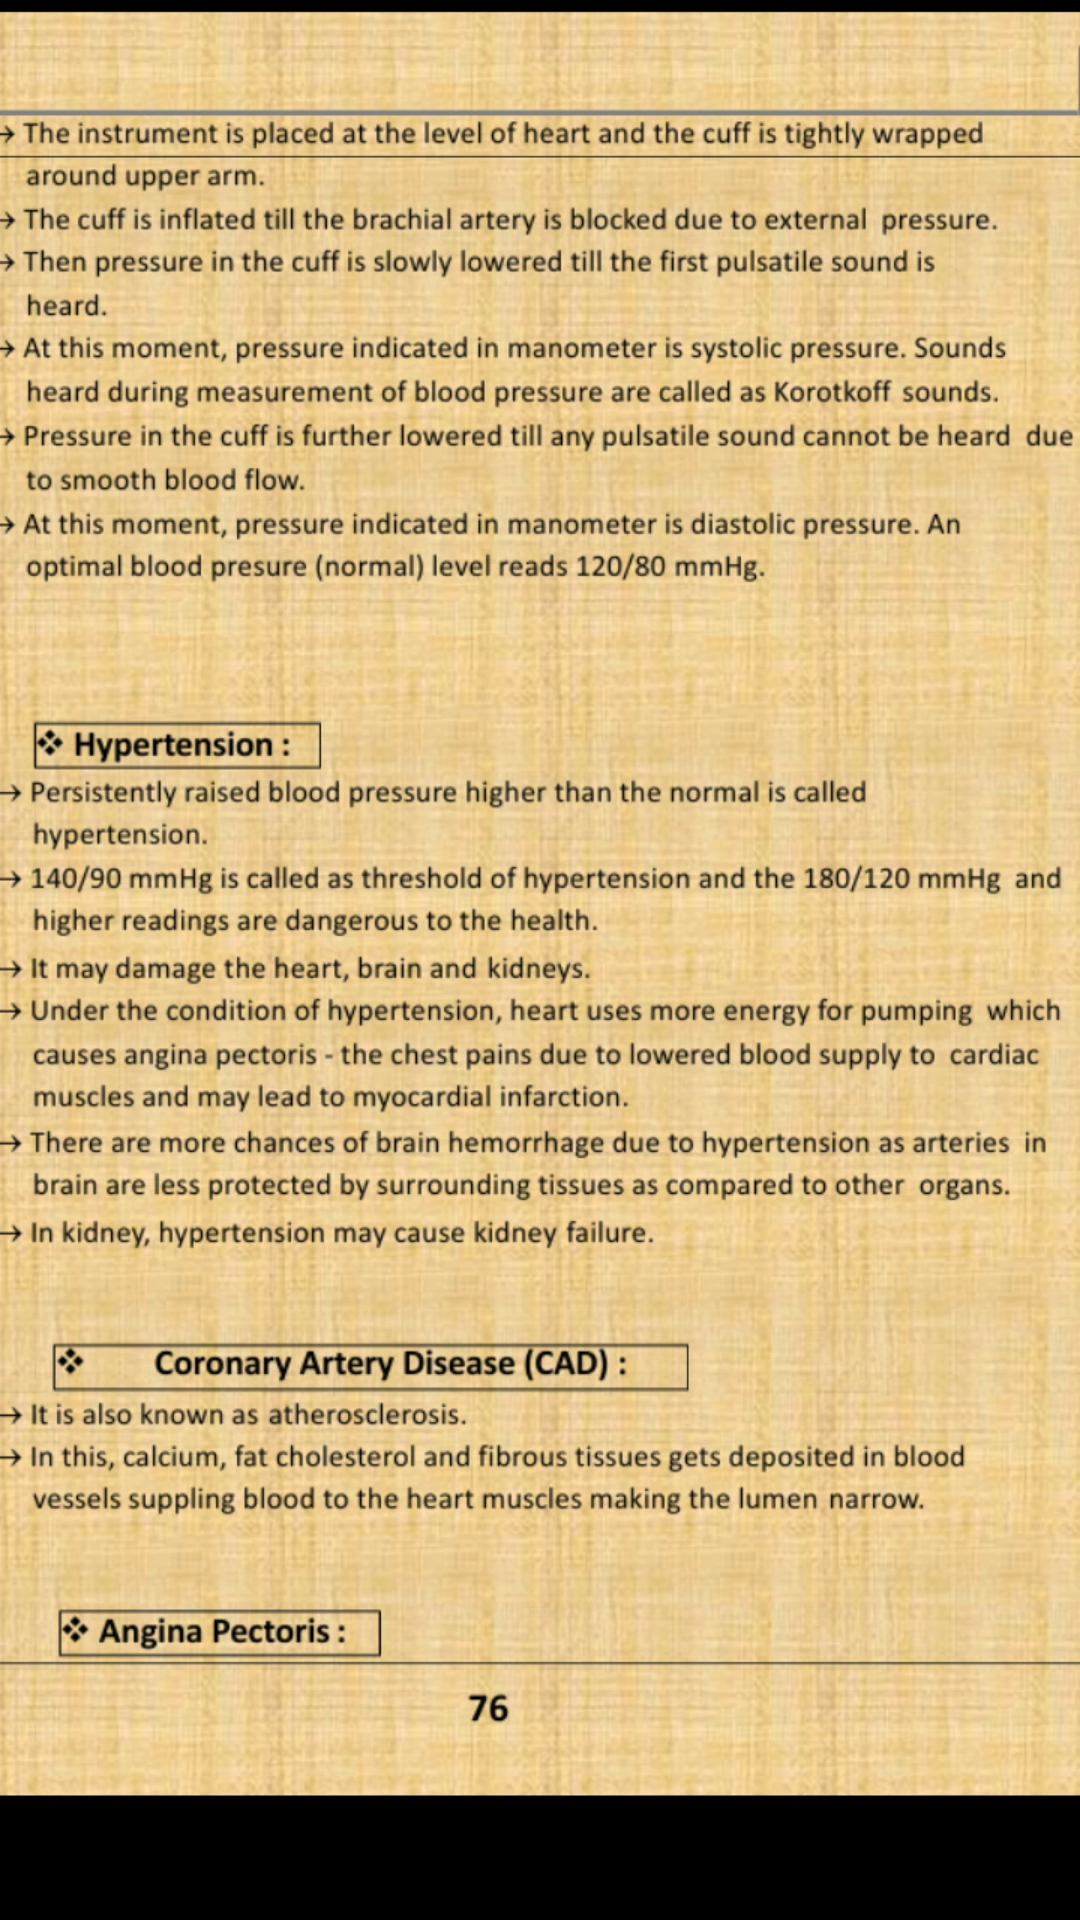 → The instrument is placed at the level of heart and the cuff is tightly wrapped
around upper arm.
→ The cuff is inflated till the brachial artery is blocked due to external pressure.
→ Then pressure in the cuff is slowly lowered till the first pulsatile sound is
heard.
→ At this moment, pressure indicated in manometer is systolic pressure. Sounds
heard during measurement of blood pressure are called as Korotkoff sounds.
→ Pressure in the cuff is further lowered till any pulsatile sound cannot be heard due
to smooth blood flow.
→ At this moment, pressure indicated in manometer is diastolic pressure. An
optimal blood presure (normal) level reads 120/80 mmHg.
❖ Hypertension :
→ Persistently raised blood pressure higher than the normal is called
hypertension.
→ 140/90 mmHg is called as threshold of hypertension and the 180/120 mmHg and
higher readings are dangerous to the health.
→ It may damage the heart, brain and kidneys.
→ Under the condition of hypertension, heart uses more energy for pumping which
causes angina pectoris - the chest pains due to lowered blood supply to cardiac
muscles and may lead to myocardial infarction.
→ There are more chances of brain hemorrhage due to hypertension as arteries in
brain are less protected by surrounding tissues as compared to other organs.
→ In kidney, hypertension may cause kidney failure.
❖ Coronary Artery Disease (CAD) :
→ It is also known as atherosclerosis.
→ In this, calcium, fat cholesterol and fibrous tissues gets deposited in blood
vessels suppling blood to the heart muscles making the lumen narrow.
❖ Angina Pectoris :
76